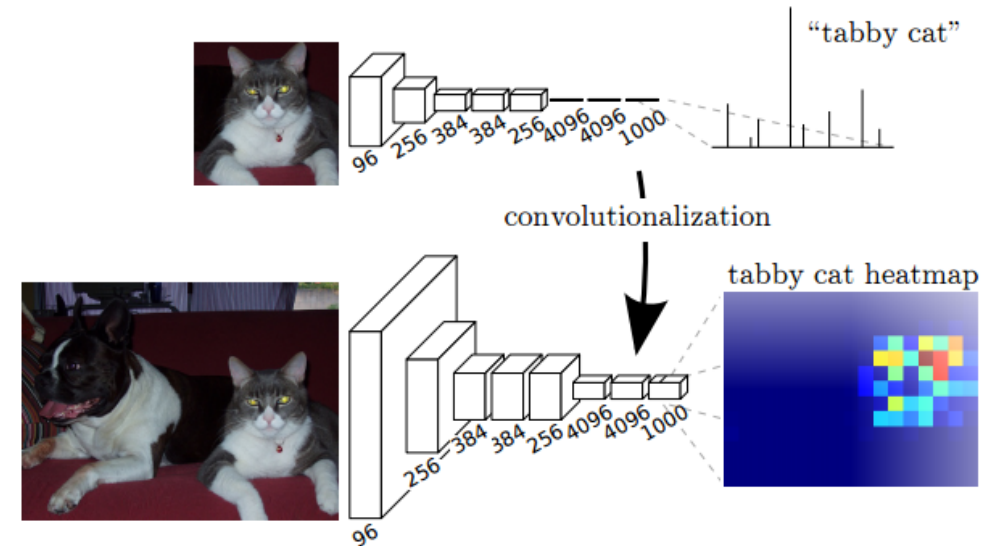 “tabby cat”
96 256 384 384 256 4096 4096 1000
convolutionalization
tabby cat heatmap
96 256 384 384 256 4096 4096 1000